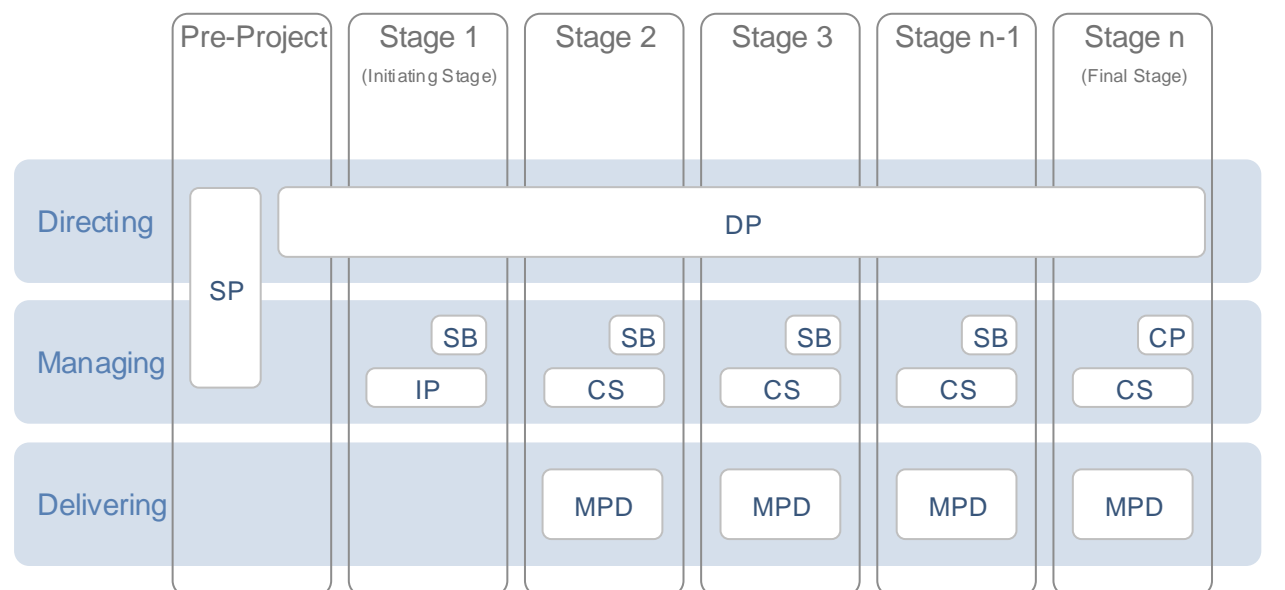 Pre-Project
Stage 1
(Initiating Stage)
Stage 2
Stage 3
Stage n-1
Stage n
(Final Stage)
Directing
SP
DP
Managing
SB
SB
SB
SB
CP
IP
CS
CS
CS
CS
Delivering
MPD
MPD
MPD
MPD